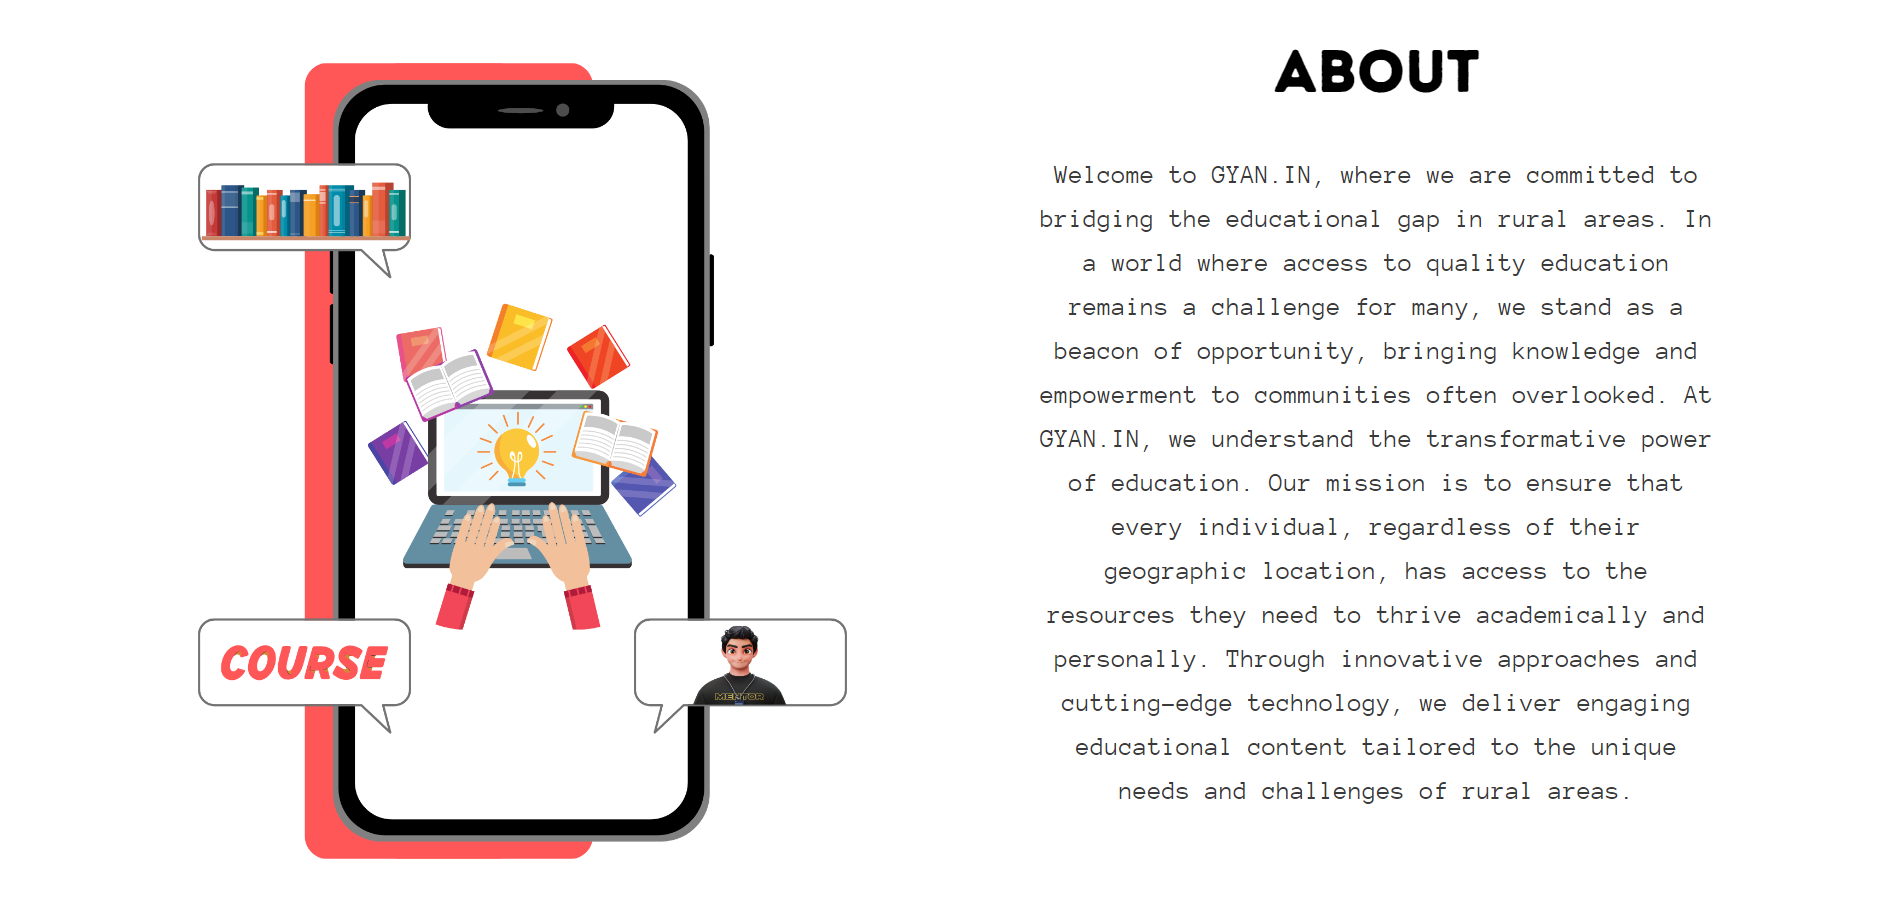 ABOUT
Welcome to GYAN.IN, where we are committed to
bridging the educational gap in rural areas. In
a world where access to quality education
remains a challenge for many, we stand as a
beacon of opportunity, bringing knowledge and
empowerment to communities often overlooked. At
GYAN.IN, we understand the transformative power
of education. Our mission is to ensure that
every individual, regardless of their
geographic location, has access to the
resources they need to thrive academically and
personally. Through innovative approaches and
cutting-edge technology, we deliver engaging
educational content tailored to the unique
needs and challenges of rural areas.
COURSE
MENTOR